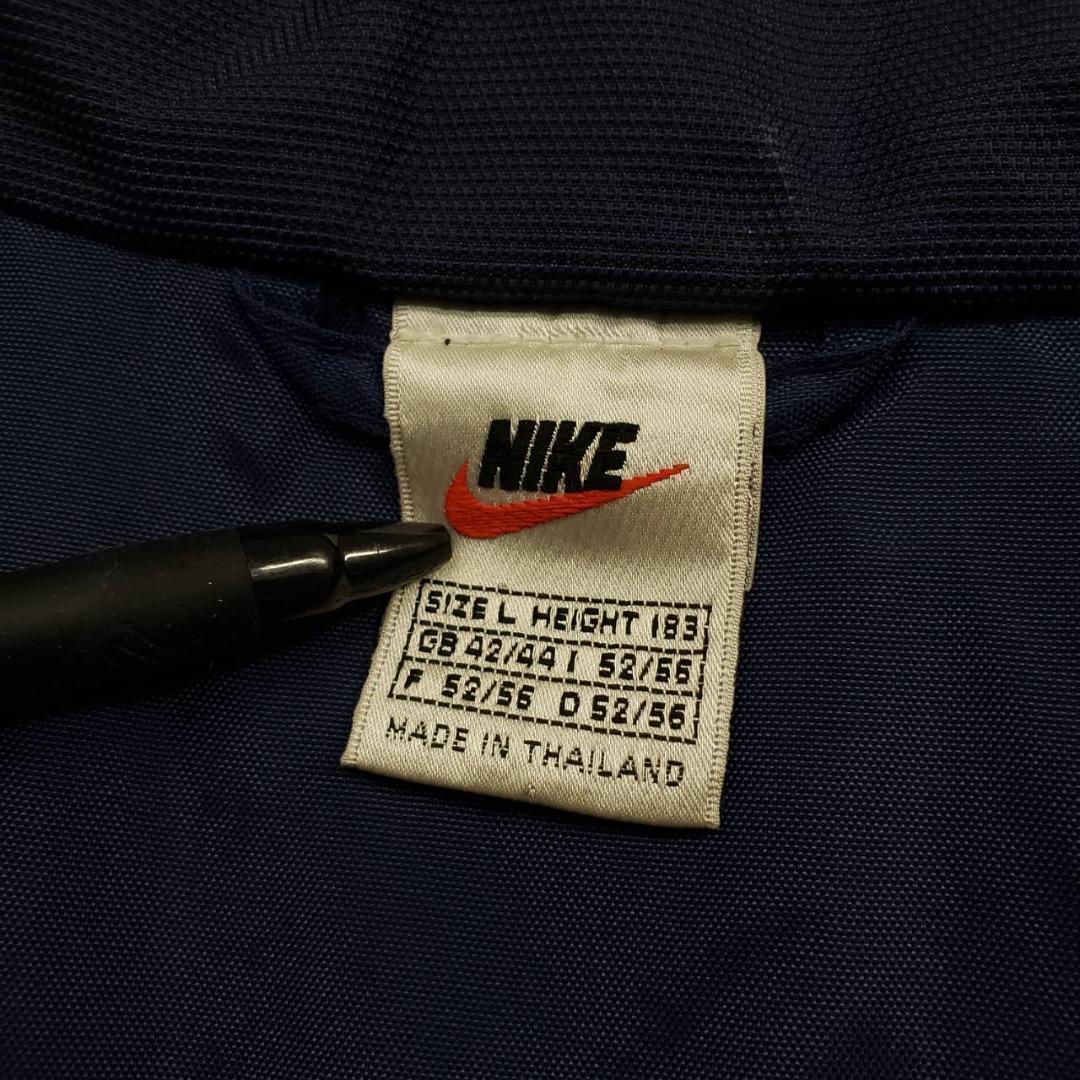 NIKE
SIZE L HEIGHT 183
GB 42/44 I 52/56
F 52/56 D 52/56
MADE IN THAILAND